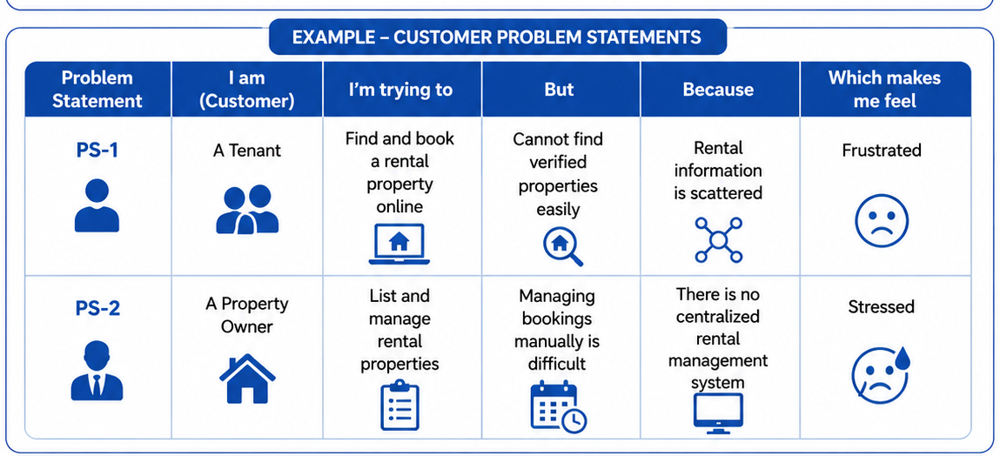 EXAMPLE – CUSTOMER PROBLEM STATEMENTS
Problem
Statement
I am
(Customer)
I'm trying to
But
Because
Which makes
me feel
PS-1
A Tenant
Find and book
a rental
property
online
Cannot find
verified
properties
easily
Rental
information
is scattered
Frustrated
PS-2
A Property
Owner
List and
manage
rental
properties
Managing
bookings
manually is
difficult
There is no
centralized
rental
management
system
Stressed